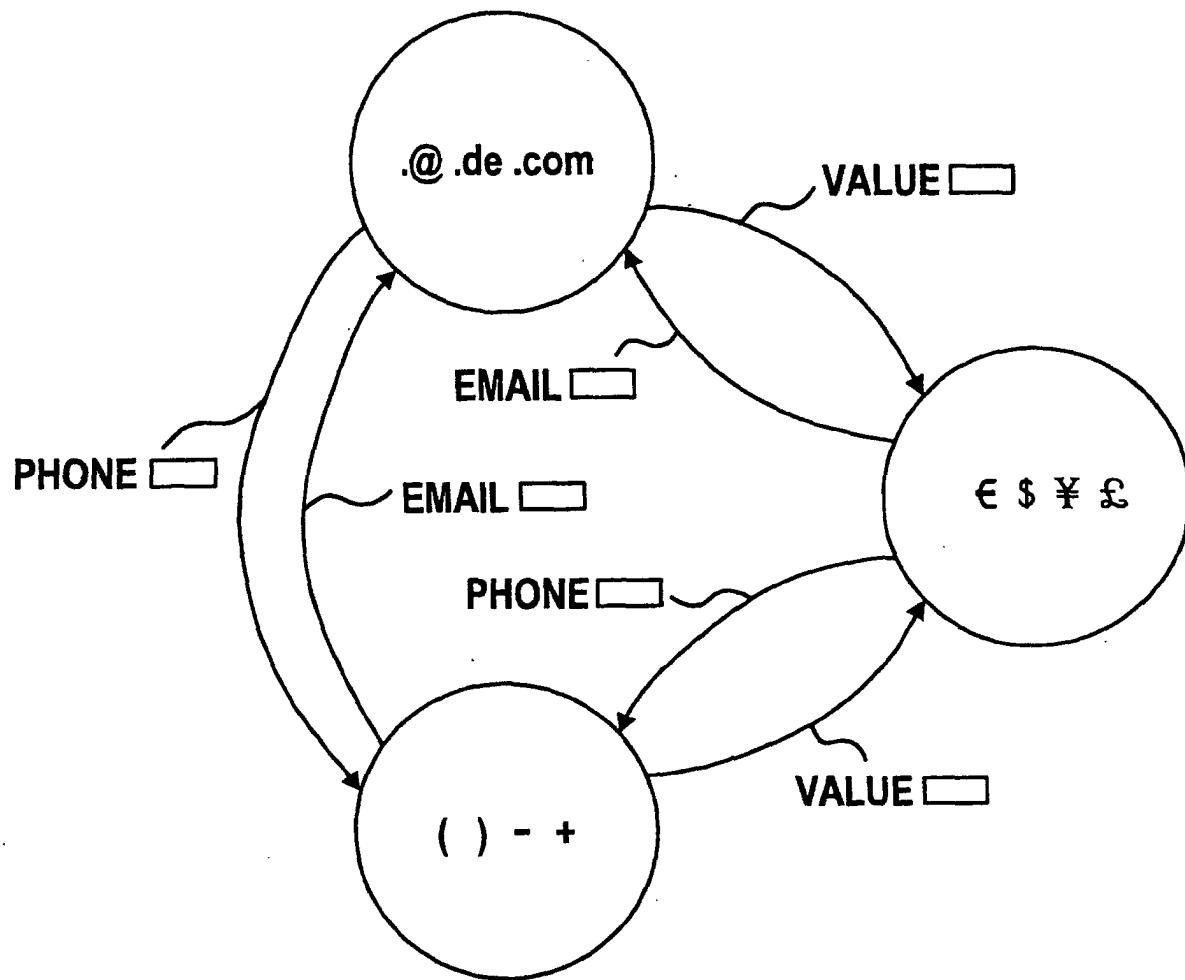 .@ .de .com
VALUE
EMAIL
PHONE
EMAIL
€ $ ¥ £
PHONE
VALUE
( ) - +